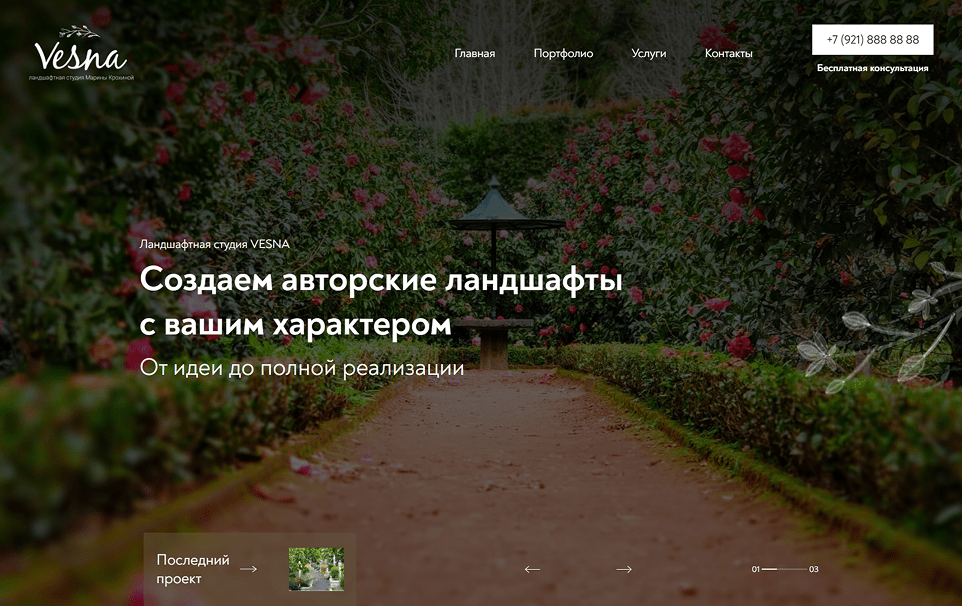 Vesna
ландшафтная студия Марины Крохиной
Главная
Портфолио
Услуги
Контакты
+7 (921) 888 88 88
Бесплатная консультация
Ландшафтная студия VESNA
Создаем авторские ландшафты
с вашим характером
От идеи до полной реализации
Последний
проект
01
03